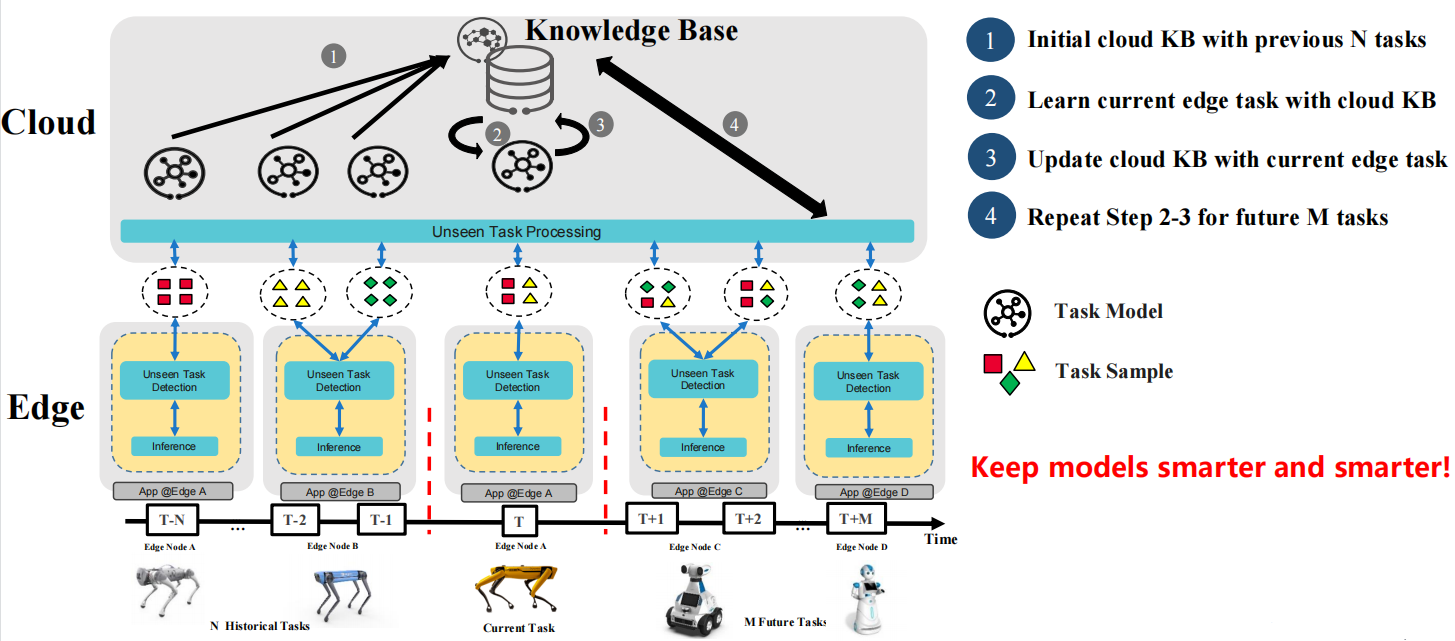 Knowledge Base
1
2
3
4
Cloud
Unseen Task Processing
1 Initial cloud KB with previous N tasks
2 Learn current edge task with cloud KB
3 Update cloud KB with current edge task
4 Repeat Step 2-3 for future M tasks
Task Model
Task Sample
Keep models smarter and smarter!
Edge
Unseen Task
Detection
Inference
App @Edge A
Unseen Task
Detection
Inference
App @Edge B
Unseen Task
Detection
Inference
App @Edge A
Unseen Task
Detection
Inference
App @Edge C
Unseen Task
Detection
Inference
App @Edge D
T-N ... T-2 T-1 T T+1 T+2 ... T+M
Time
Edge Node A Edge Node B Edge Node A Edge Node C Edge Node D
N Historical Tasks Current Task M Future Tasks